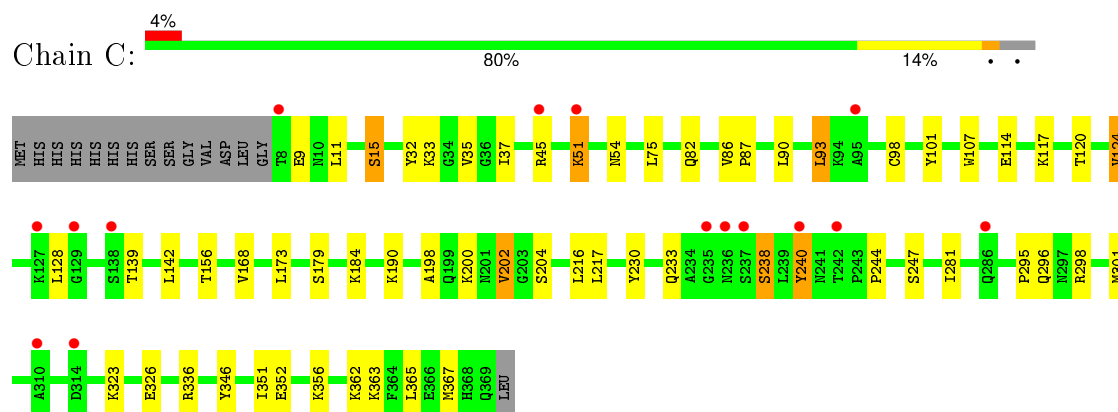 4%
Chain C:
80% 14% • •
MET HIS HIS HIS HIS HIS HIS SER SER GLY VAL ASP LEU GLY T8 E9 N10 L11 S15 Y32 K33 G34 V35 G36 I37 R45 K51 N54 L75 Q82 V86 P87 L90 L93 K94 A95 G98 Y101 W107 E114 K117 T120
K127 L128 G129 S138 T139 L142 T156 V168 L173 S179 K184 K190 A198 Q199 K200 N201 V202 G203 S204 L216 L217 Y230 Q233 A234 G235 N236 S237 S238 L239 Y240 N241 T242 P243 P244 S247 I281 Q286 P295 Q296 N297 R298 M301
A310 D314 K323 E326 R336 Y346 I351 E352 K356 K362 K363 F364 L365 E366 M367 H368 Q369 LEU